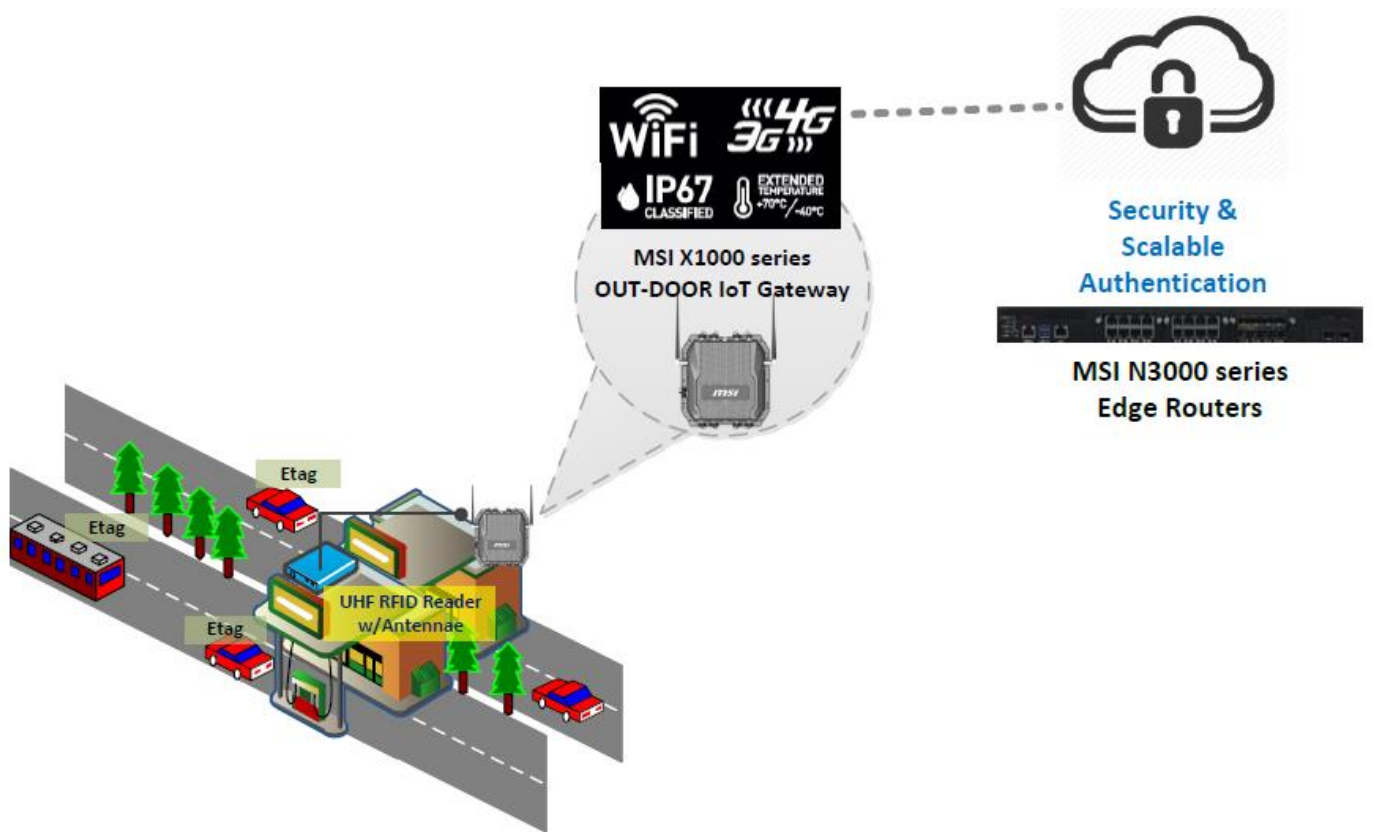 WiFi
3G 4G
IP67
CLASSIFIED
EXTENDED
TEMPERATURE
+70°C/-40°C
MSI X1000 series
OUT-DOOR IoT Gateway
msi
Security &
Scalable
Authentication
MSI N3000 series
Edge Routers
Etag
Etag
Etag
UHF RFID Reader
w/Antennae
msi